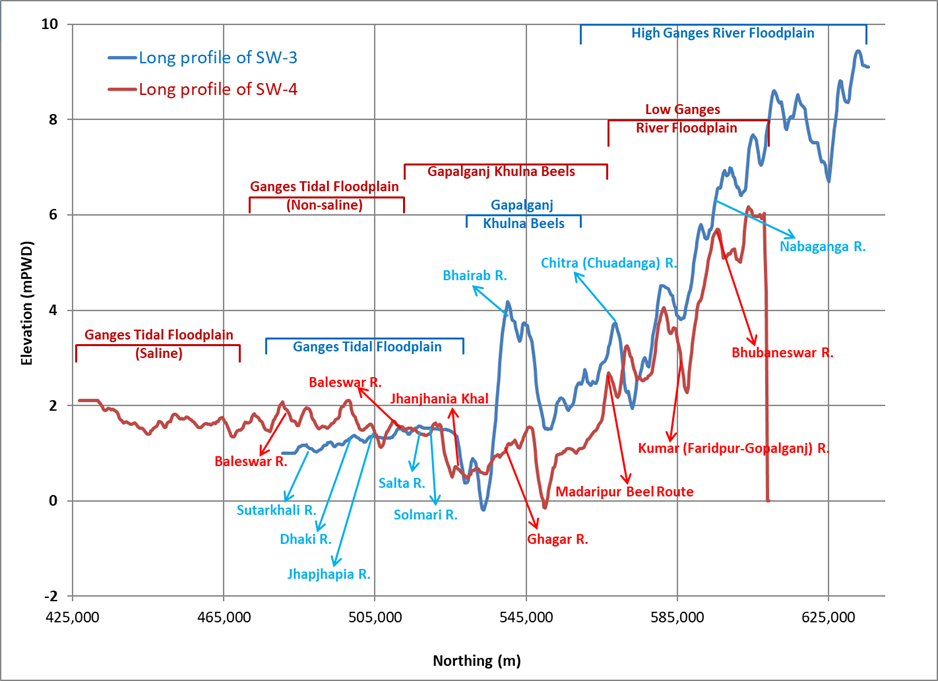 10
8
6
4
2
0
-2
Elevation (mPWD)
Long profile of SW-3
Long profile of SW-4
High Ganges River Floodplain
Low Ganges
River Floodplain
Gapalganj Khulna Beels
Ganges Tidal Floodplain
(Non-saline)
Gapalganj
Khulna Beels
Nabaganga R.
Chitra (Chuadanga) R.
Bhairab R.
Ganges Tidal Floodplain
(Saline)
Ganges Tidal Floodplain
Bhubaneswar R.
Baleswar R.
Jhanjhania Khal
Kumar (Faridpur-Gopalganj) R.
Baleswar R.
Salta R.
Madaripur Beel Route
Sutarkhali R.
Solmari R.
Dhaki R.
Ghagar R.
Jhapjhapia R.
425,000
465,000
505,000
545,000
585,000
625,000
Northing (m)